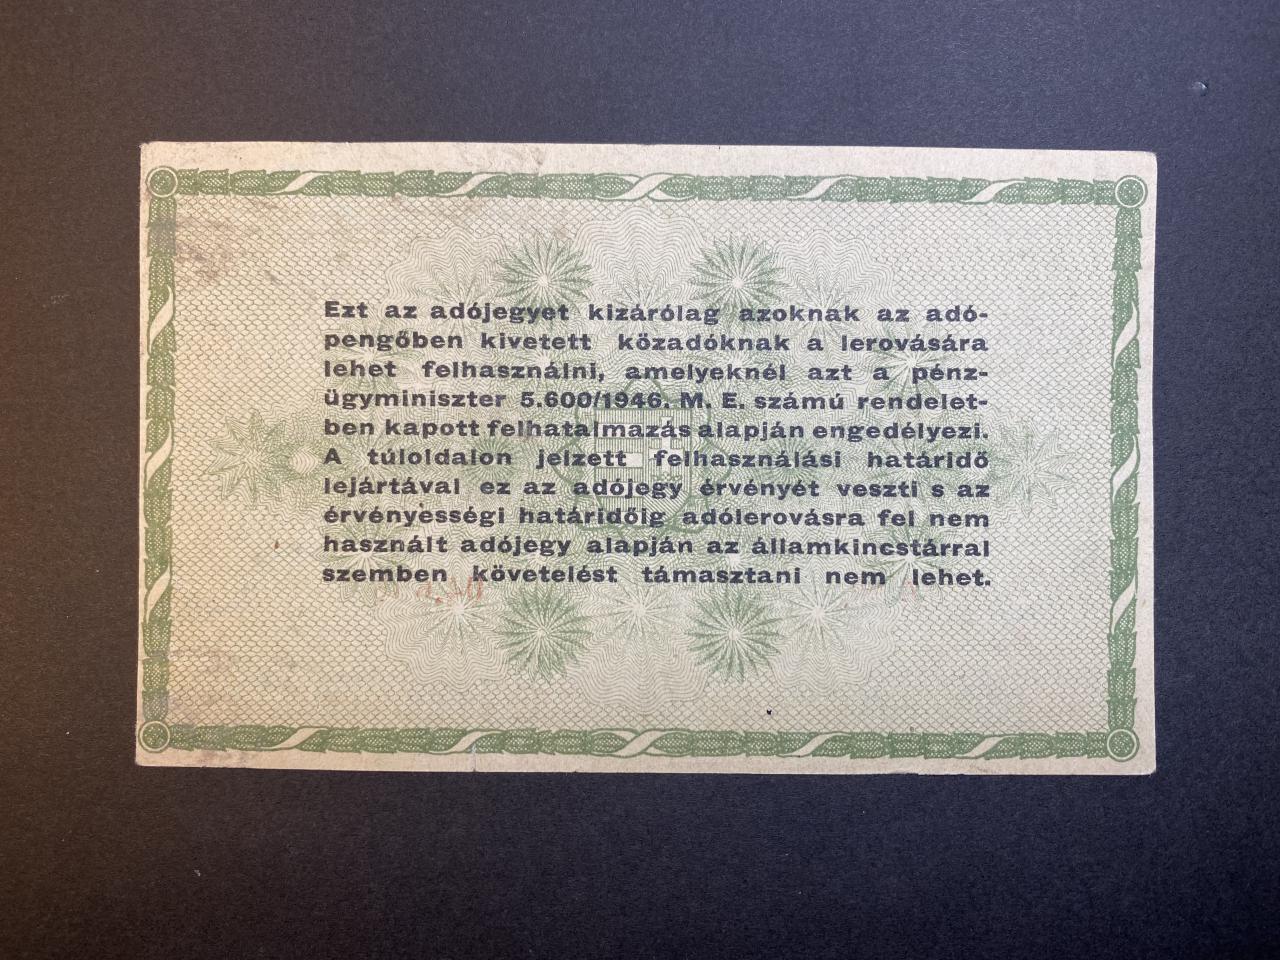 Ezt az adójegyet kizárólag azoknak az adó-
pengőben kivetett közadóknak a lerovására
lehet felhasználni, amelyeknél azt a pénz-
ügyminiszter 5.600/1946. M. E. számú rendelet-
ben kapott felhatalmazás alapján engedélyezi.
A túloldalon jelzett felhasználási határidő
lejártával ez az adójegy érvényét veszti s az
érvényességi határidőig adólerovásra fel nem
használt adójegy alapján az államkincstárral
szemben követelést támasztani nem lehet.